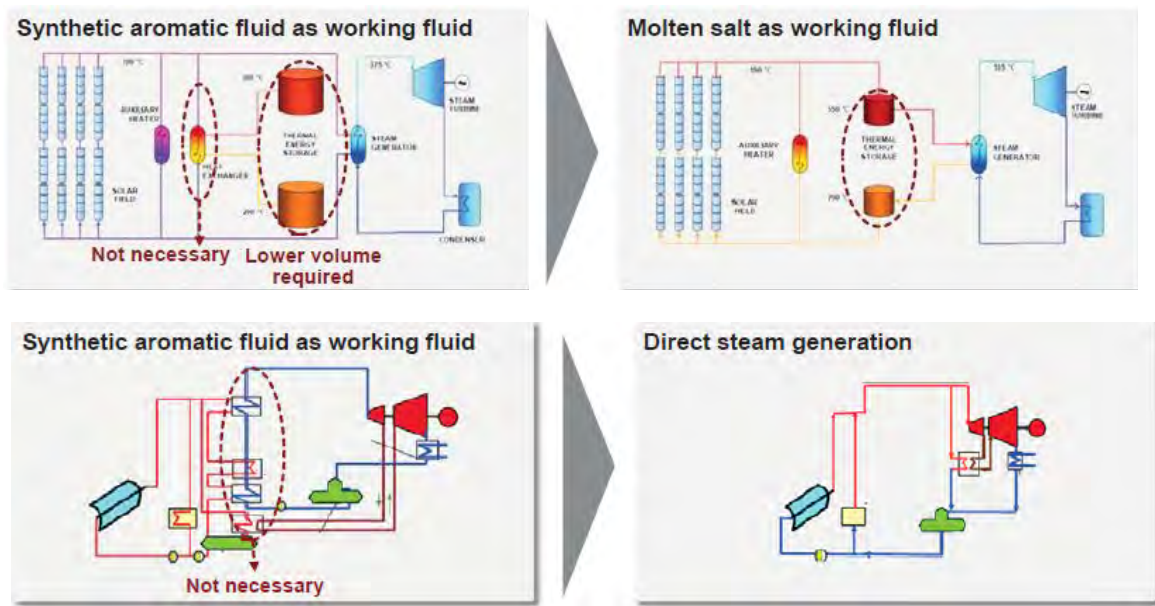 Synthetic aromatic fluid as working fluid
AUXILIARY
HEATER
HEAT
EXCHANGER
THERMAL
ENERGY
STORAGE
STEAM
GENERATOR
STEAM
TURBINE
SOLAR
FIELD
CONDENSER
Not necessary
Lower volume
required
Molten salt as working fluid
AUXILIARY
HEATER
THERMAL
ENERGY
STORAGE
STEAM
GENERATOR
STEAM
TURBINE
SOLAR
FIELD
Synthetic aromatic fluid as working fluid
Not necessary
Direct steam generation